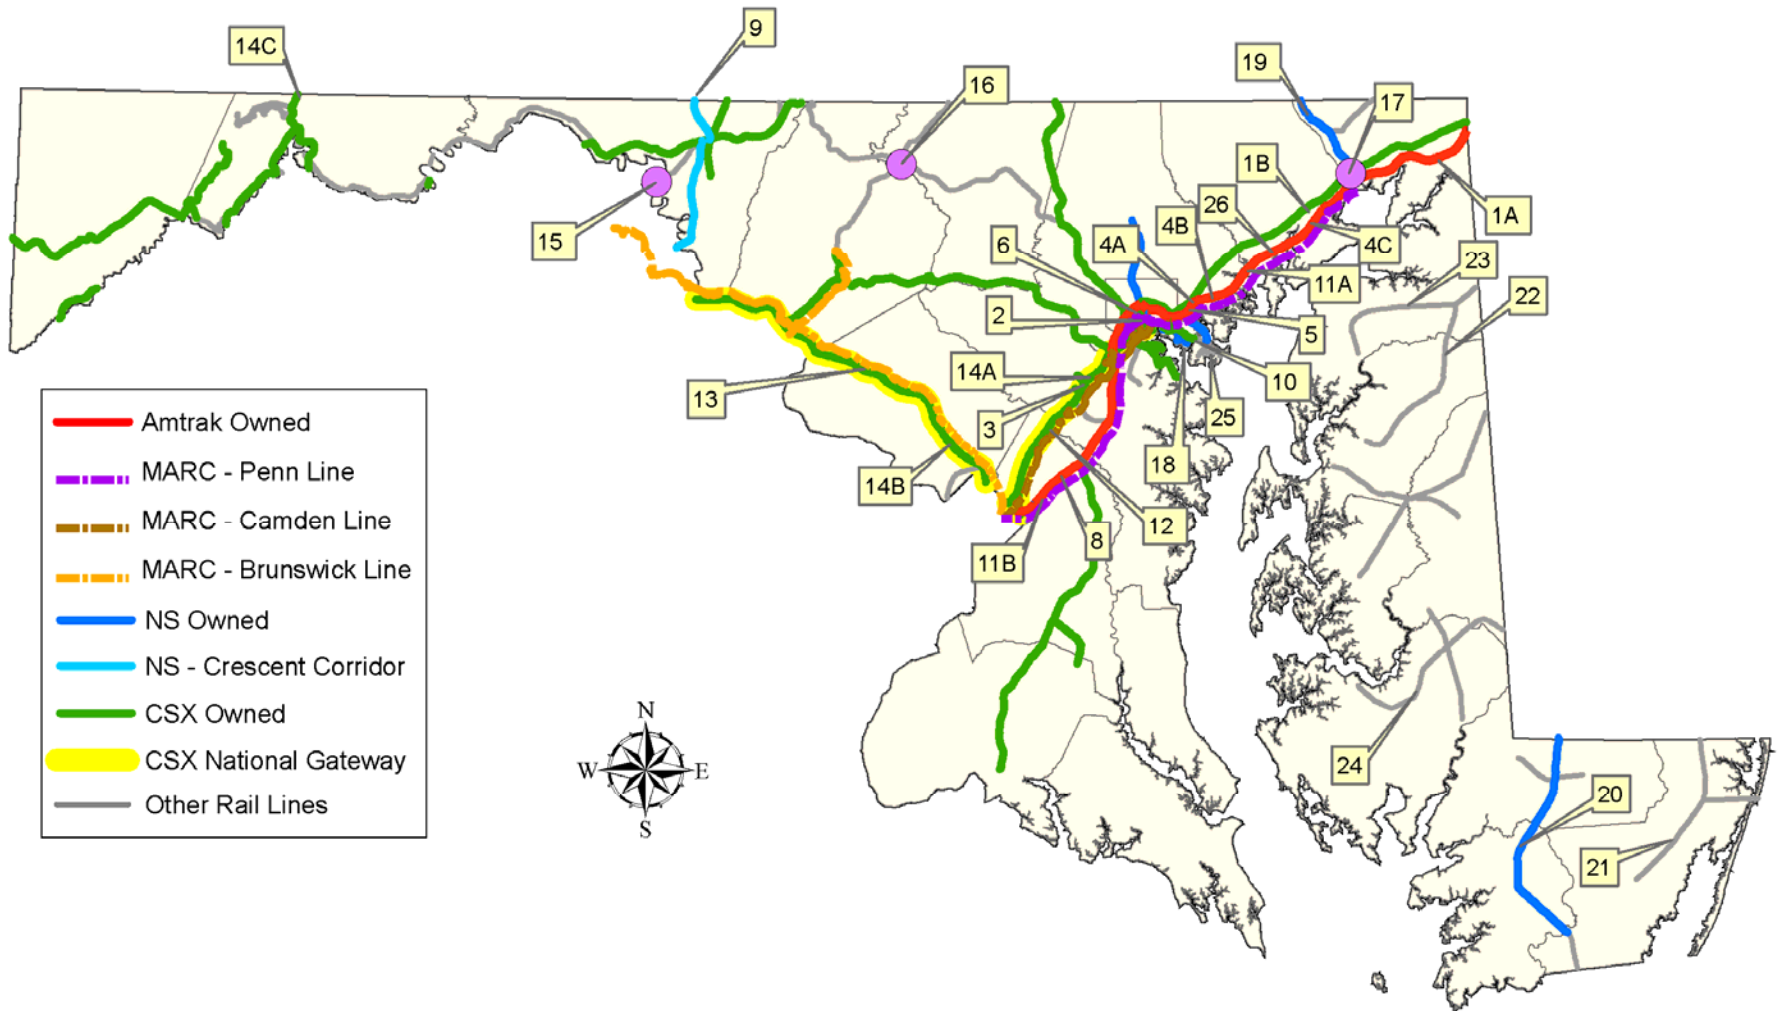 9
14C
19
16
17
1B
26
4B
4A
6
1A
4C
23
15
11A
22
2
5
14A
10
13
3
25
18
14B
12
8
11B
24
20
21
Amtrak Owned
MARC - Penn Line
MARC - Camden Line
MARC - Brunswick Line
NS Owned
NS - Crescent Corridor
CSX Owned
CSX National Gateway
Other Rail Lines
N
W E
S